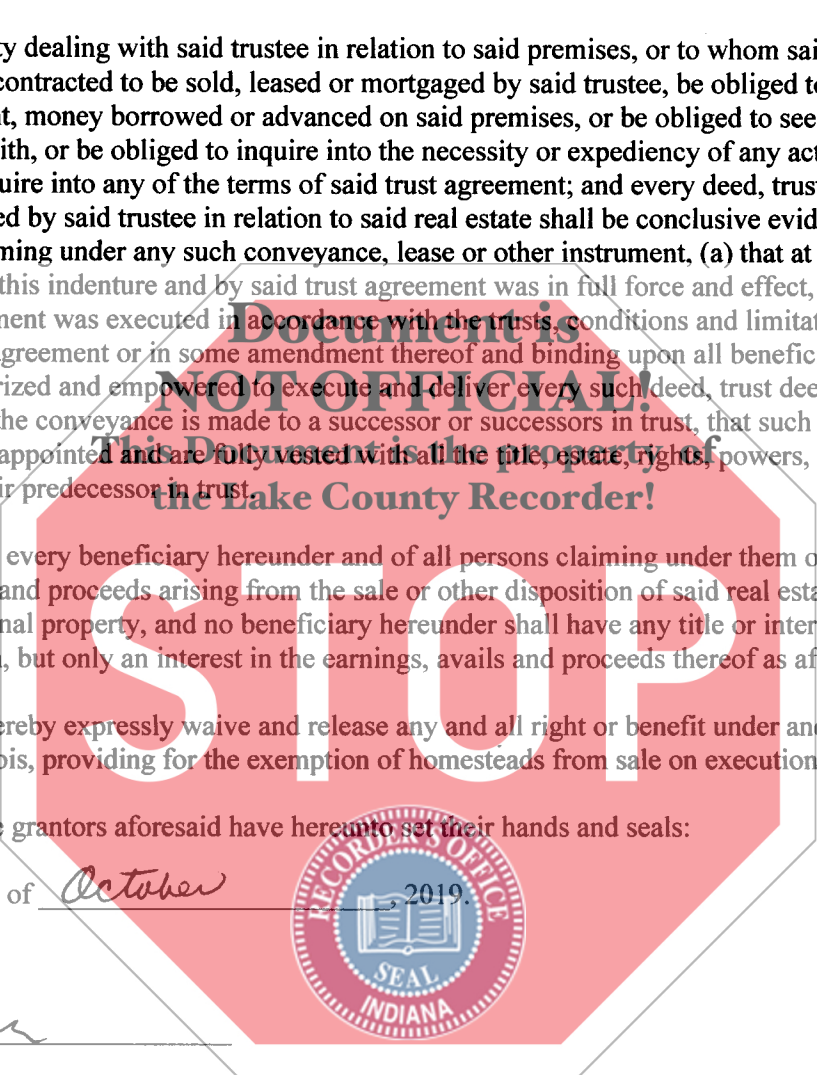 ty dealing with said trustee in relation to said premises, or to whom sai
contracted to be sold, leased or mortgaged by said trustee, be obliged to
t, money borrowed or advanced on said premises, or be obliged to see
ith, or be obliged to inquire into the necessity or expediency of any act
uire into any of the terms of said trust agreement; and every deed, trus
ed by said trustee in relation to said real estate shall be conclusive evid
ming under any such conveyance, lease or other instrument, (a) that at
this indenture and by said trust agreement was in full force and effect,
ment was executed in accordance with the trusts, conditions and limitat
greement or in some amendment thereof and binding upon all benefic
rized and empowered to execute and deliver every such deed, trust dee
the conveyance is made to a successor or successors in trust, that such
appointed and are fully vested with all the title, estate, rights, powers,
ir predecessor in trust.
Document is
NOT OFFICIAL!
This Document is the property of
the Lake County Recorder!
every beneficiary hereunder and of all persons claiming under them o
and proceeds arising from the sale or other disposition of said real esta
nal property, and no beneficiary hereunder shall have any title or inter
, but only an interest in the earnings, avails and proceeds thereof as af
STOP
ereby expressly waive and release any and all right or benefit under and
ois, providing for the exemption of homesteads from sale on execution
e grantors aforesaid have hereunto set their hands and seals:
of October, 2019.
RECORDER'S OFFICE
SEAL
INDIANA